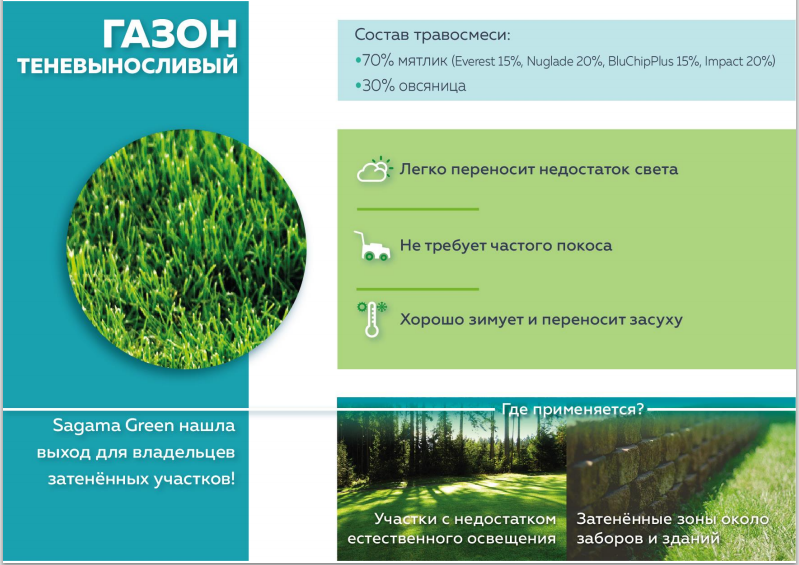 ГАЗОН
ТЕНЕВЫНОСЛИВЫЙ
Sagama Green нашла
выход для владельцев
затенённых участков!
Состав травосмеси:
•70% мятлик (Everest 15%, Nuglade 20%, BluChipPlus 15%, Impact 20%)
•30% овсяница
Легко переносит недостаток света
Не требует частого покоса
Хорошо зимует и переносит засуху
Где применяется?
Участки с недостатком
естественного освещения
Затенённые зоны около
заборов и зданий